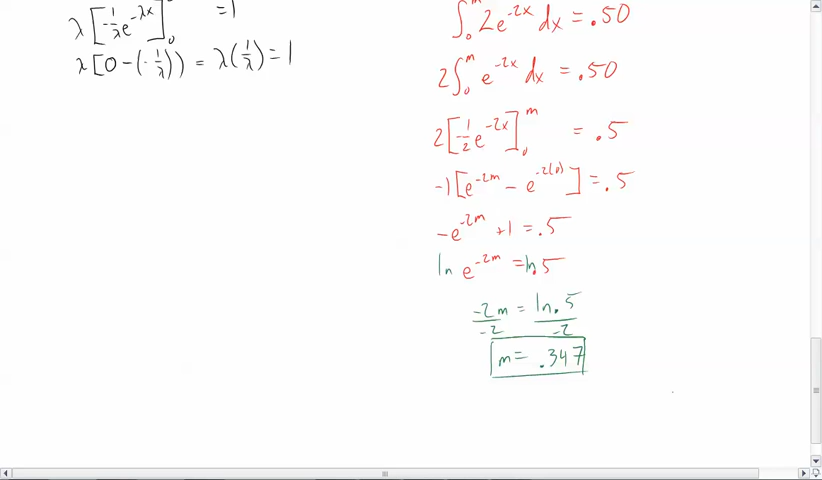 λ[-1/λ e^{-λx}]_0 = 1
λ[0 - (-1/λ)) = λ(1/λ) = 1
∫_0^m 2e^{-2x} dx = .50
2∫_0^m e^{-2x} dx = .50
2[-1/2 e^{-2x}]_0^m = .5
-1[e^{-2m} - e^{-2(0)}] = .5
-e^{-2m} + 1 = .5
ln e^{-2m} = ln .5
-2m/-2 = ln .5/-2
m = .347